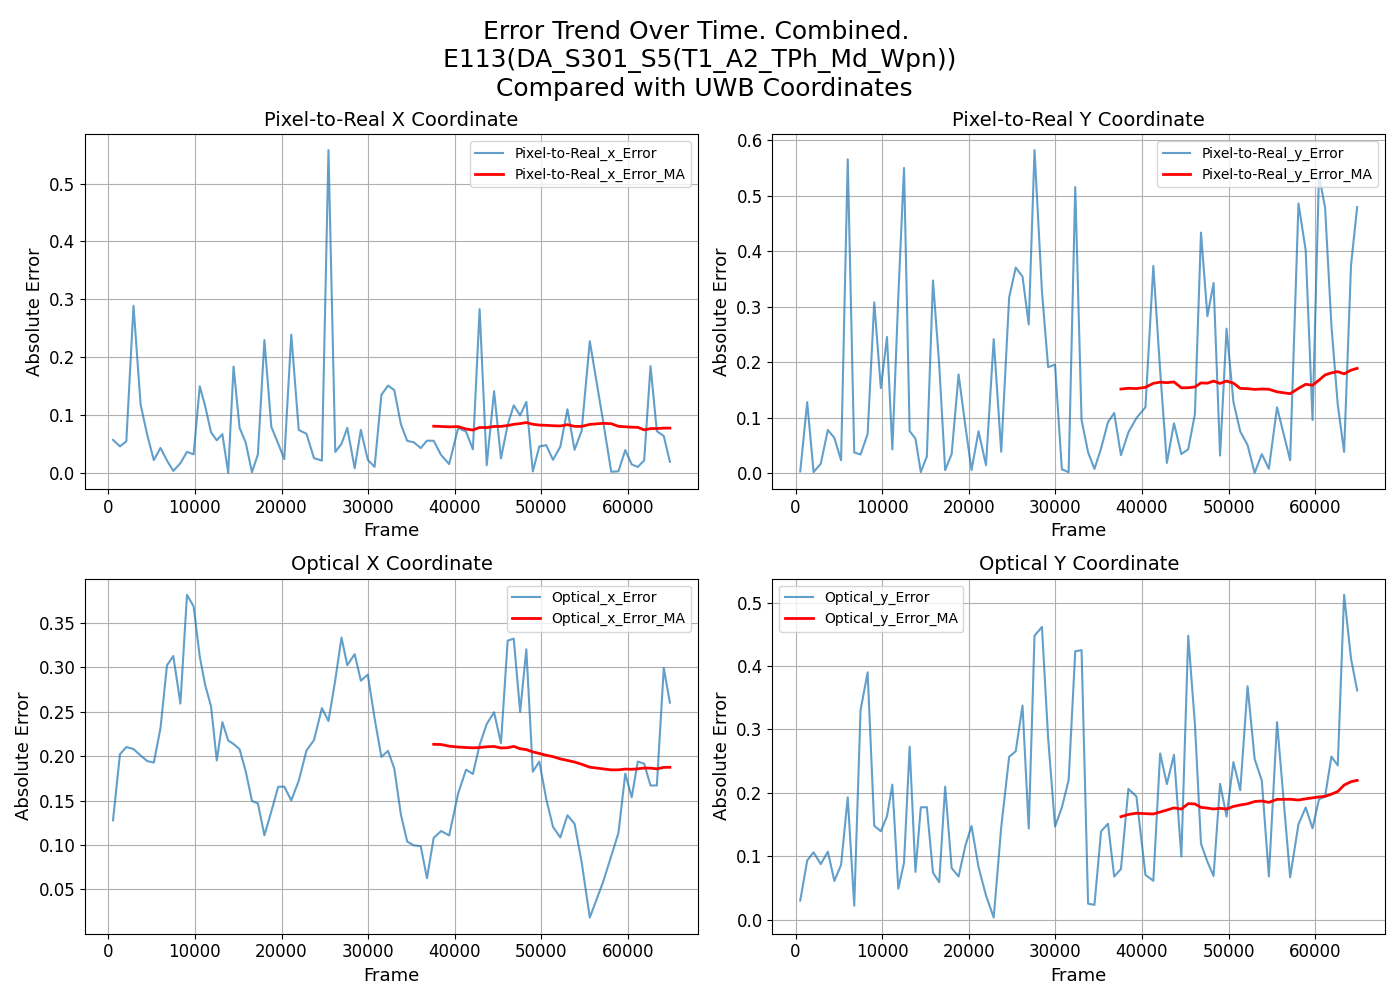 Error Trend Over Time. Combined.
E113(DA_S301_S5(T1_A2_TPh_Md_Wpn))
Compared with UWB Coordinates
Pixel-to-Real X Coordinate
Absolute Error
0.5
0.4
0.3
0.2
0.1
0.0
Pixel-to-Real_x_Error
Pixel-to-Real_x_Error_MA
0 10000 20000 30000 40000 50000 60000
Frame
Pixel-to-Real Y Coordinate
Absolute Error
0.6
0.5
0.4
0.3
0.2
0.1
0.0
Pixel-to-Real_y_Error
Pixel-to-Real_y_Error_MA
0 10000 20000 30000 40000 50000 60000
Frame
Optical X Coordinate
Absolute Error
0.35
0.30
0.25
0.20
0.15
0.10
0.05
Optical_x_Error
Optical_x_Error_MA
0 10000 20000 30000 40000 50000 60000
Frame
Optical Y Coordinate
Absolute Error
0.5
0.4
0.3
0.2
0.1
0.0
Optical_y_Error
Optical_y_Error_MA
0 10000 20000 30000 40000 50000 60000
Frame